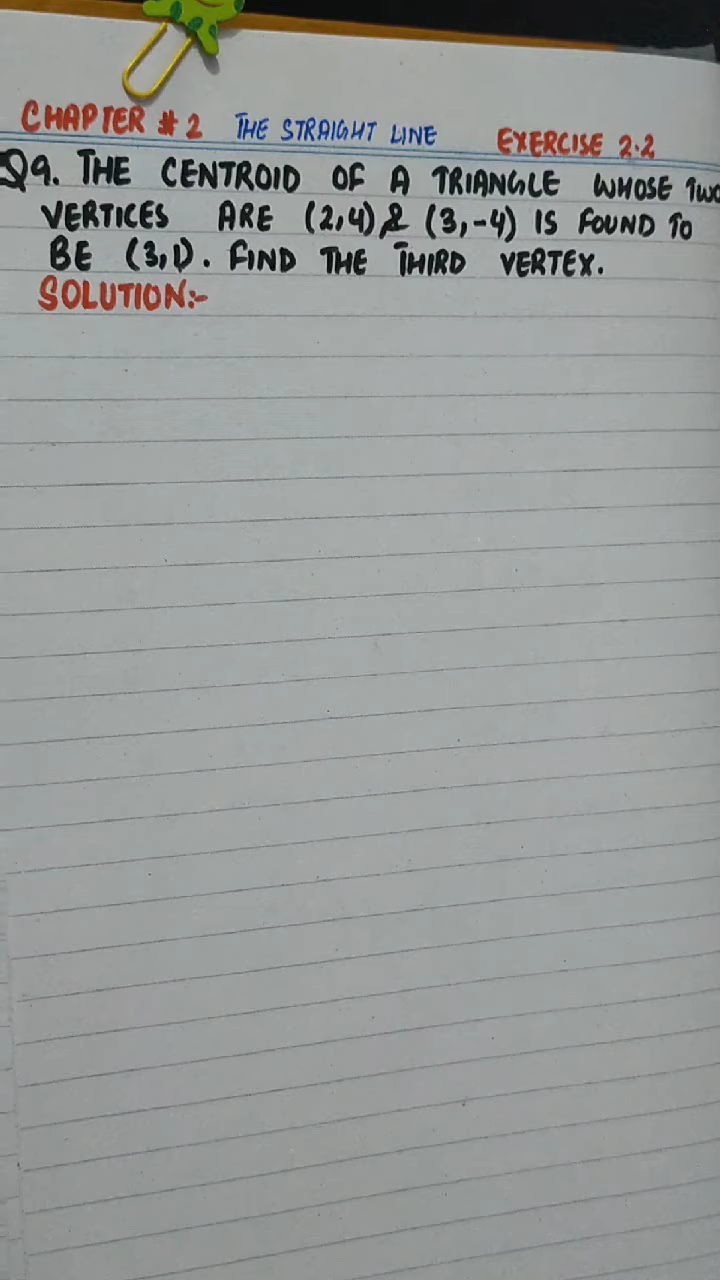 CHAPTER # 2 THE STRAIGHT LINE EXERCISE 2.2
Q9. THE CENTROID OF A TRIANGLE WHOSE TWO
VERTICES ARE (2,4) & (3,-4) IS FOUND TO
BE (3,1). FIND THE THIRD VERTEX.
SOLUTION:-